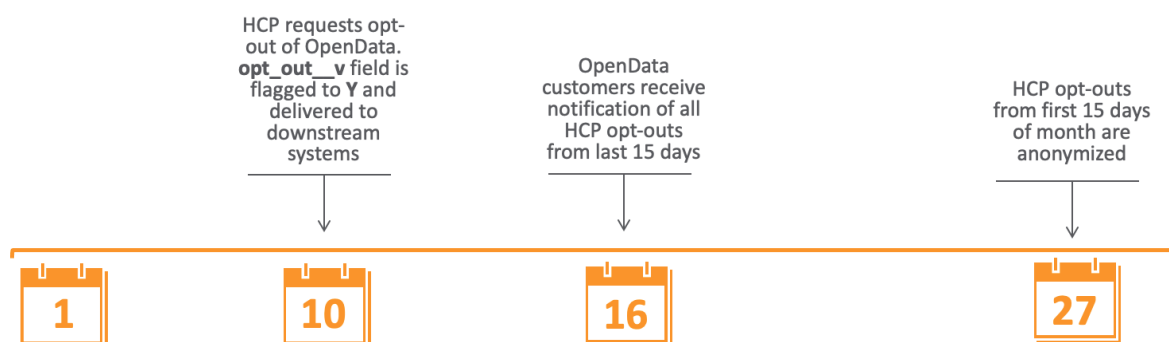 HCP requests opt-
out of OpenData.
opt_out__v field is
flagged to Y and
delivered to
downstream
systems
OpenData
customers receive
notification of all
HCP opt-outs
from last 15 days
HCP opt-outs
from first 15 days
of month are
anonymized
1
10
16
27